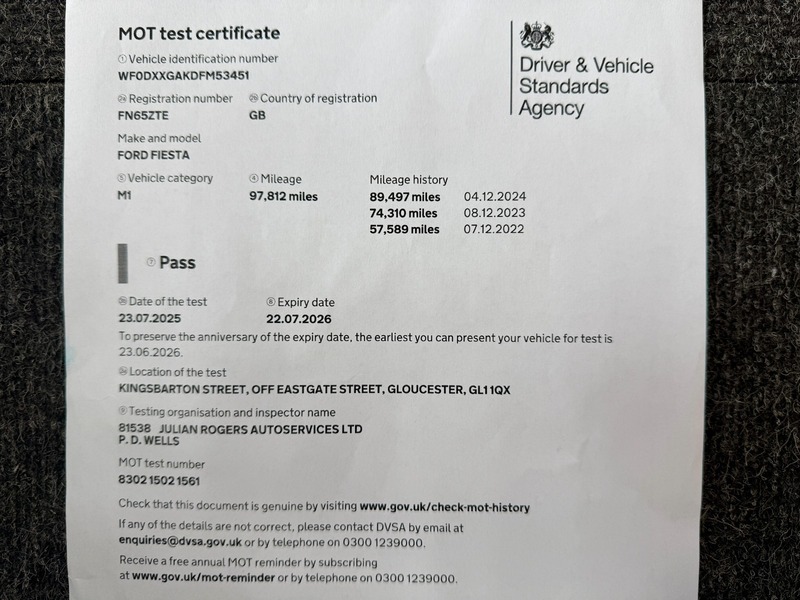 MOT test certificate
Driver & Vehicle
Standards
Agency
① Vehicle identification number
WF0DXXGAKDFM53451
Registration number Country of registration
FN65ZTE GB
Make and model
FORD FIESTA
⑤ Vehicle category ④ Mileage Mileage history
M1 97,812 miles 89,497 miles 04.12.2024
74,310 miles 08.12.2023
57,589 miles 07.12.2022
⑦ Pass
Date of the test ⑧ Expiry date
23.07.2025 22.07.2026
To preserve the anniversary of the expiry date, the earliest you can present your vehicle for test is
23.06.2026.
Location of the test
KINGSBARTON STREET, OFF EASTGATE STREET, GLOUCESTER, GL1 1QX
⑨ Testing organisation and inspector name
81538 JULIAN ROGERS AUTOSERVICES LTD
P. D. WELLS
MOT test number
8302 1502 1561
Check that this document is genuine by visiting www.gov.uk/check-mot-history
If any of the details are not correct, please contact DVSA by email at
enquiries@dvsa.gov.uk or by telephone on 0300 1239000.
Receive a free annual MOT reminder by subscribing
at www.gov.uk/mot-reminder or by telephone on 0300 1239000.